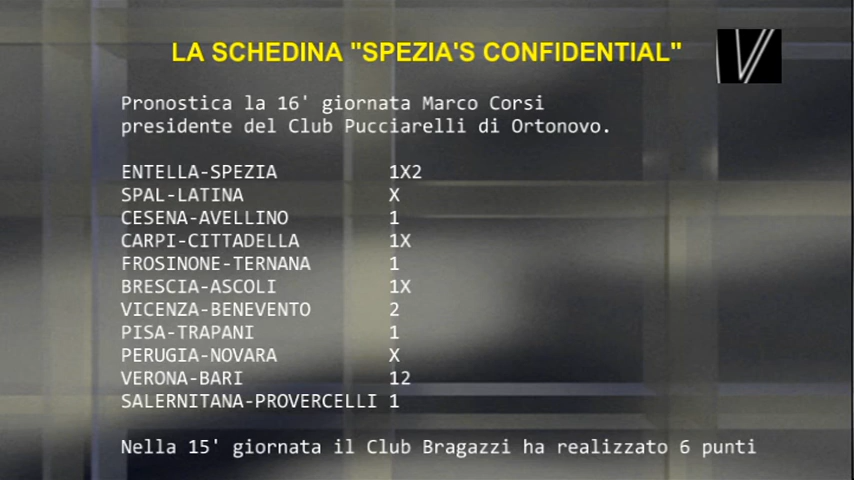 LA SCHEDINA "SPEZIA'S CONFIDENTIAL"
Pronostica la 16' giornata Marco Corsi
presidente del Club Pucciarelli di Ortonovo.
ENTELLA-SPEZIA 1X2
SPAL-LATINA X
CESENA-AVELLINO 1
CARPI-CITTADELLA 1X
FROSINONE-TERNANA 1
BRESCIA-ASCOLI 1X
VICENZA-BENEVENTO 2
PISA-TRAPANI 1
PERUGIA-NOVARA X
VERONA-BARI 12
SALERNITANA-PROVERCELLI 1
Nella 15' giornata il Club Bragazzi ha realizzato 6 punti